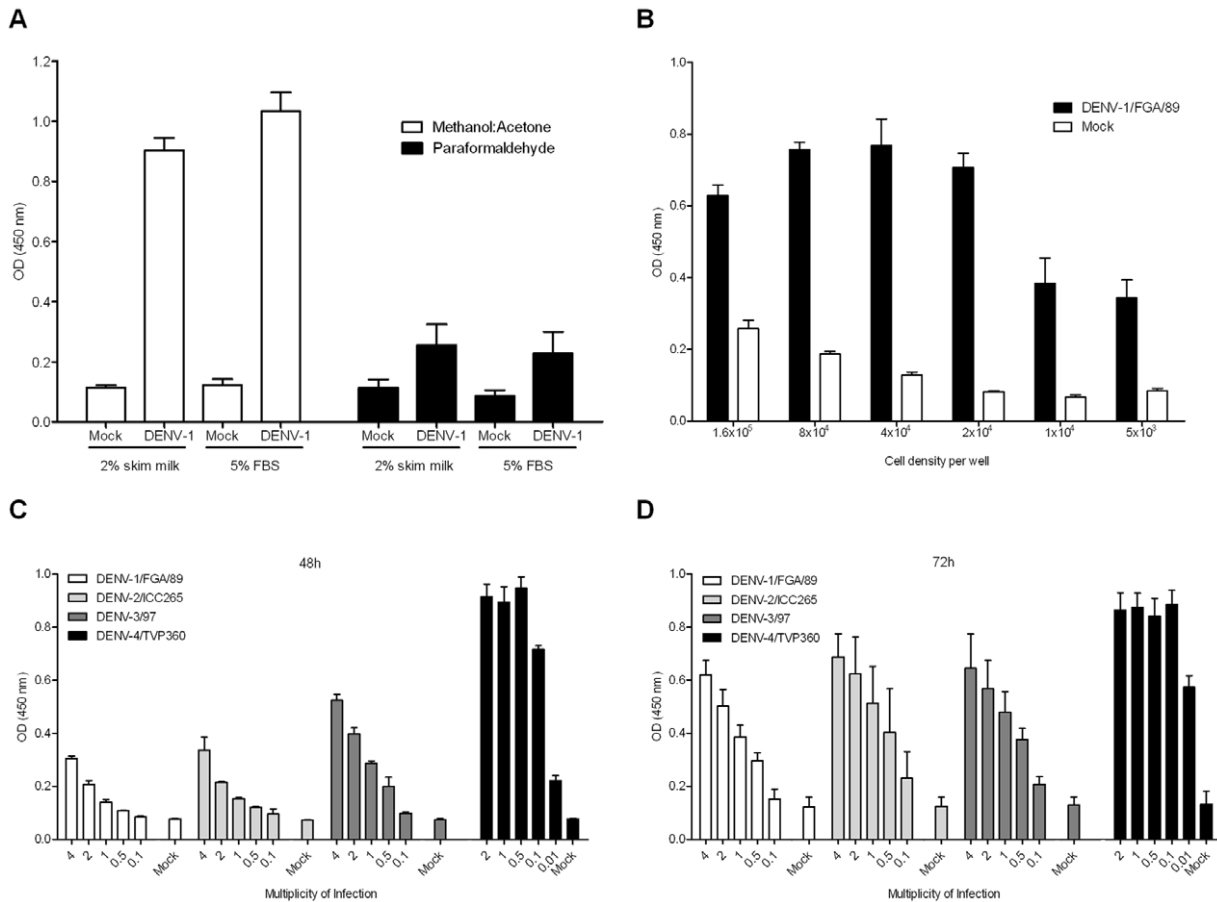 A
1.2
1.0
0.8
0.6
0.4
0.2
0.0
OD (450 nm)
Methanol:Acetone
Paraformaldehyde
Mock DENV-1 Mock DENV-1 Mock DENV-1 Mock DENV-1
2% skim milk 5% FBS 2% skim milk 5% FBS
B
1.0
0.8
0.6
0.4
0.2
0.0
OD (450 nm)
DENV-1/FGA/89
Mock
1.6x10⁵ 8x10⁴ 4x10⁴ 2x10⁴ 1x10⁴ 5x10³
Cell density per well
C
48h
1.0
0.8
0.6
0.4
0.2
0.0
OD (450 nm)
DENV-1/FGA/89
DENV-2/ICC265
DENV-3/97
DENV-4/TVP360
4 2 1 0.5 0.1 Mock 4 2 1 0.5 0.1 Mock 4 2 1 0.5 0.1 Mock 2 1 0.5 0.1 0.01 Mock
Multiplicity of Infection
D
72h
1.0
0.8
0.6
0.4
0.2
0.0
OD (450 nm)
DENV-1/FGA/89
DENV-2/ICC265
DENV-3/97
DENV-4/TVP360
4 2 1 0.5 0.1 Mock 4 2 1 0.5 0.1 Mock 4 2 1 0.5 0.1 Mock 2 1 0.5 0.1 0.01 Mock
Multiplicity of Infection